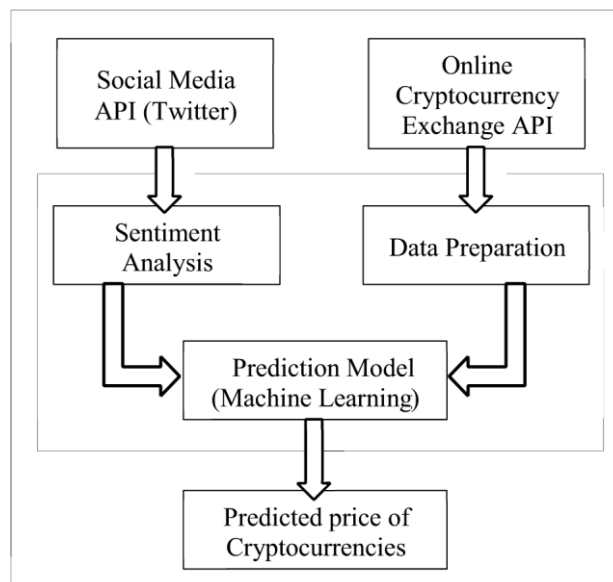 Social Media
API (Twitter)
Online
Cryptocurrency
Exchange API
Sentiment
Analysis
Data Preparation
Prediction Model
(Machine Learning)
Predicted price of
Cryptocurrencies